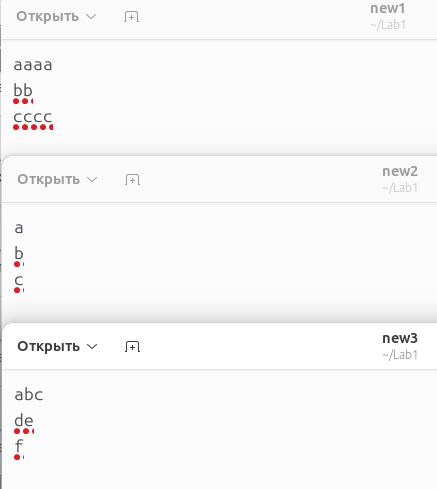 Открыть new1
~/Lab1
aaaa
bb
cccc
Открыть new2
~/Lab1
a
b
c
Открыть new3
~/Lab1
abc
de
f